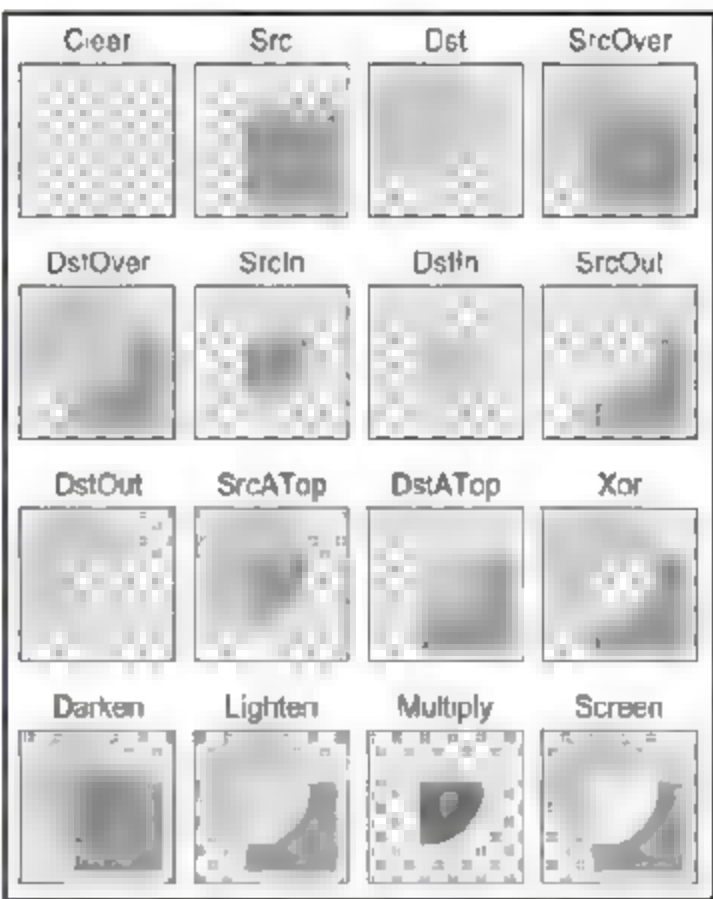 Clear Src Dst SrcOver
DstOver SrcIn DstIn SrcOut
DstOut SrcATop DstATop Xor
Darken Lighten Multiply Screen